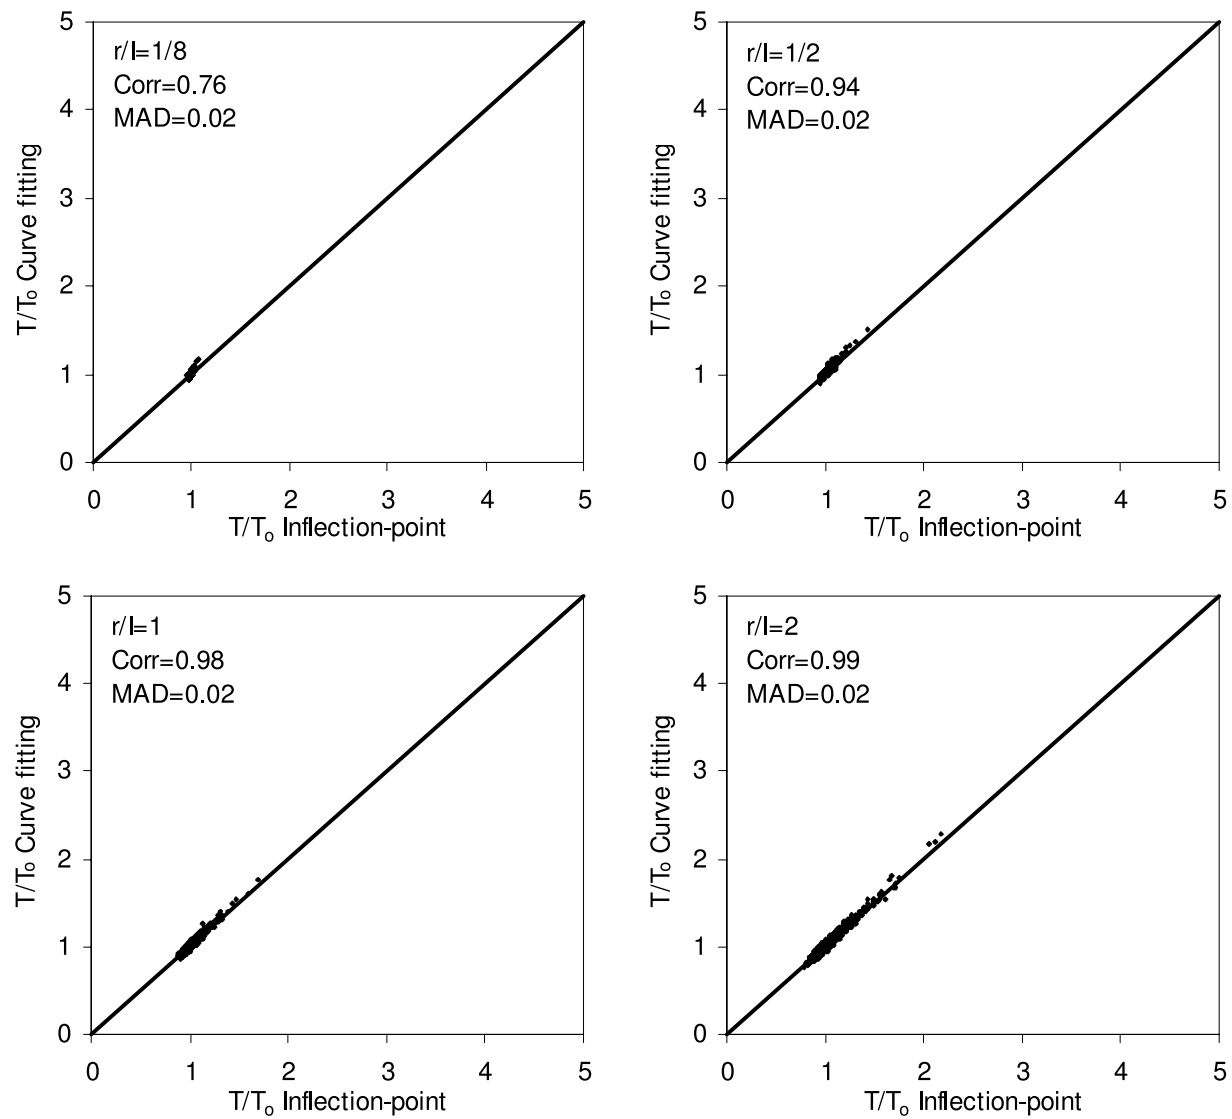 r/l=1/8
Corr=0.76
MAD=0.02
T/To Curve fitting
5
4
3
2
1
0
0 1 2 3 4 5
T/To Inflection-point
r/l=1/2
Corr=0.94
MAD=0.02
T/To Curve fitting
5
4
3
2
1
0
0 1 2 3 4 5
T/To Inflection-point
r/l=1
Corr=0.98
MAD=0.02
T/To Curve fitting
5
4
3
2
1
0
0 1 2 3 4 5
T/To Inflection-point
r/l=2
Corr=0.99
MAD=0.02
T/To Curve fitting
5
4
3
2
1
0
0 1 2 3 4 5
T/To Inflection-point